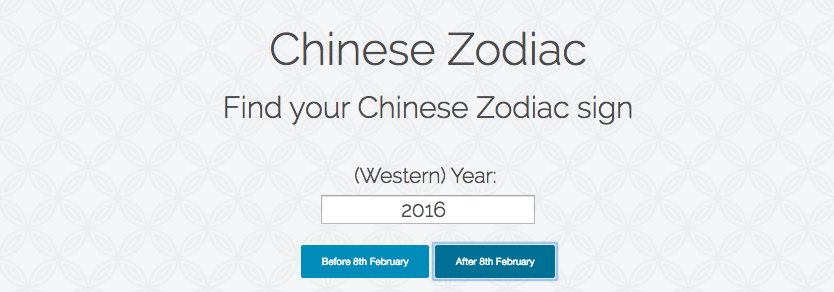 Chinese Zodiac
Find your Chinese Zodiac sign
(Western) Year:
2016
Before 8th February
After 8th February